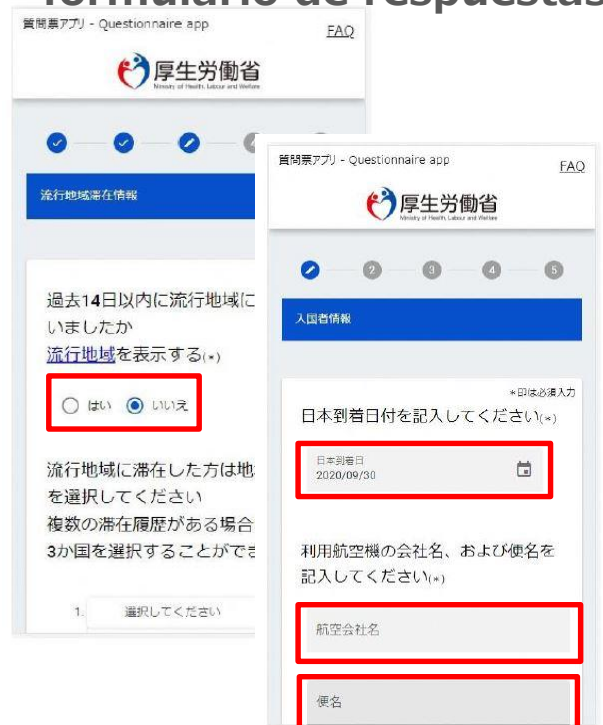 formulario de respuestas
質問票アプリ - Questionnaire app
FAQ
厚生労働省
Ministry of Health, Labour and Welfare
流行地域滞在情報
過去14日以内に流行地域に
いましたか
流行地域を表示する(*)
はい いいえ
流行地域に滞在した方は地
を選択してください
複数の滞在履歴がある場合
3か国を選択することができ
1. 選択してください
質問票アプリ - Questionnaire app
FAQ
厚生労働省
Ministry of Health, Labour and Welfare
2 3 4 5
入国者情報
*印は必須入力
日本到着日付を記入してください(*)
日本到着日
2020/09/30
利用航空機の会社名、および便名を
記入してください(*)
航空会社名
便名